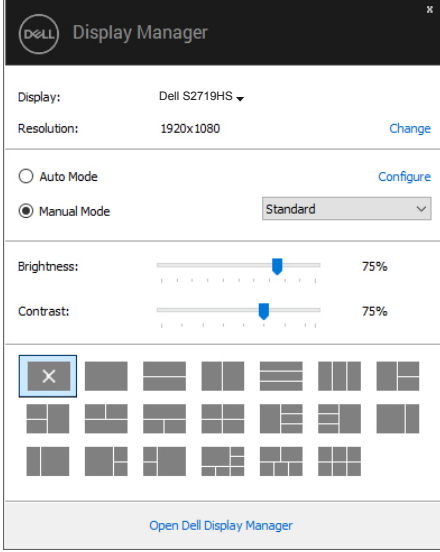 x
DELL Display Manager
Display: Dell S2719HS
Resolution: 1920x1080 Change
Auto Mode Configure
Manual Mode Standard
Brightness: 75%
Contrast: 75%
Open Dell Display Manager